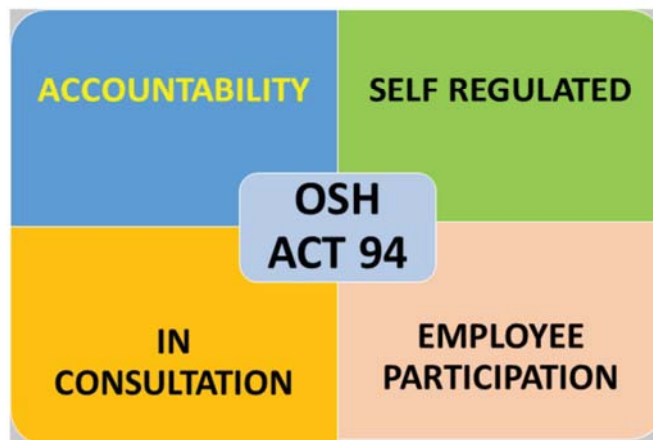 ACCOUNTABILITY
SELF REGULATED
OSH
ACT 94
IN
CONSULTATION
EMPLOYEE
PARTICIPATION